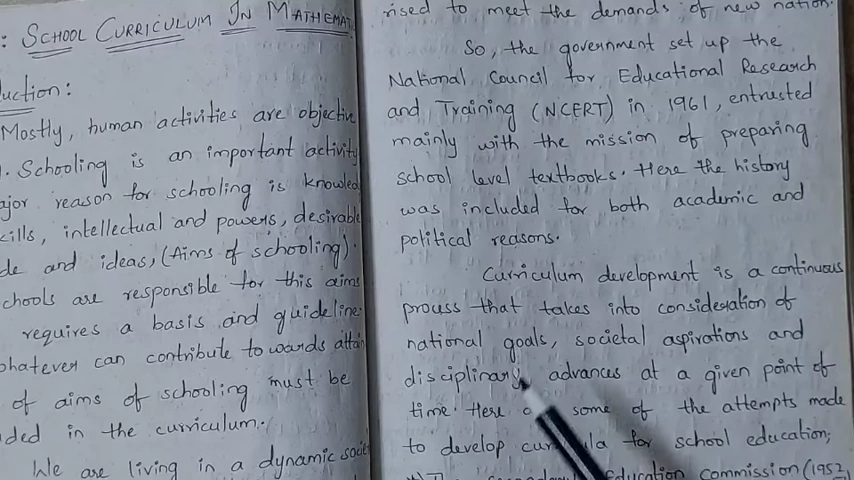 : SCHOOL CURRICULUM IN MATHEMAT
uction:
Mostly, human activities are objective
. Schooling is an important activity
ajor reason for schooling is knowled
kills, intellectual and powers, desirable
de and ideas, (Aims of schooling).
chools are responsible for this aims
requires a basis and guideline
whatever can contribute towards attain
of aims of schooling must be
ded in the curriculum.
We are living in a dynamic socie
rised to meet the demands of new nation.
So, the government set up the
National Council for Educational Research
and Training (NCERT) in 1961, entrusted
mainly with the mission of preparing
school level textbooks. Here the history
was included for both academic and
political reasons.
Curriculum development is a continuous
process that takes into consideration of
national goals, societal aspirations and
disciplinary advances at a given point of
time. Here some of the attempts made
to develop curricula for school education;
Education Commission (1952,